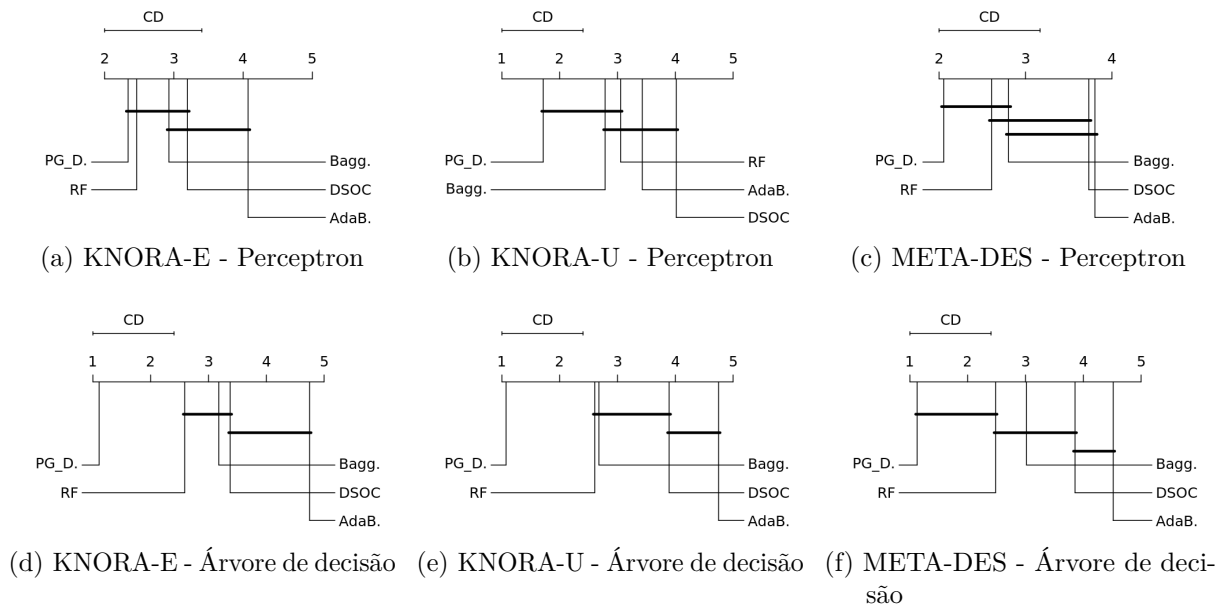 CD
2 3 4 5
PG_D. Bagg.
RF DSOC
AdaB.
(a) KNORA-E - Perceptron
CD
1 2 3 4 5
PG_D. RF
Bagg. AdaB.
DSOC
(b) KNORA-U - Perceptron
CD
2 3 4
PG_D. Bagg.
RF DSOC
AdaB.
(c) META-DES - Perceptron
CD
1 2 3 4 5
PG_D. Bagg.
RF DSOC
AdaB.
(d) KNORA-E - Árvore de decisão
CD
1 2 3 4 5
PG_D. Bagg.
RF DSOC
AdaB.
(e) KNORA-U - Árvore de decisão
CD
1 2 3 4 5
PG_D. Bagg.
RF DSOC
AdaB.
(f) META-DES - Árvore de deci-
são